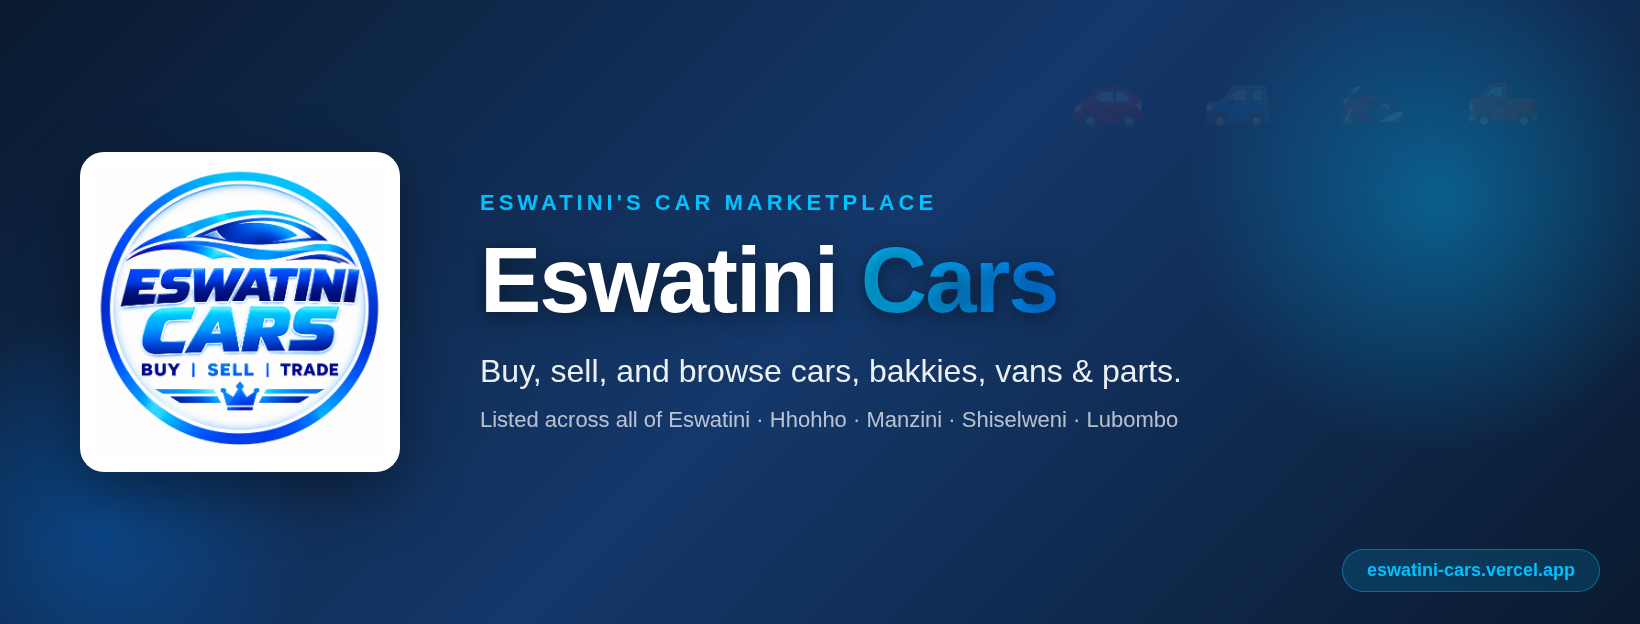 ESWATINI
CARS
BUY | SELL | TRADE
ESWATINI'S CAR MARKETPLACE
Eswatini Cars
Buy, sell, and browse cars, bakkies, vans & parts.
Listed across all of Eswatini · Hhohho · Manzini · Shiselweni · Lubombo
eswatini-cars.vercel.app